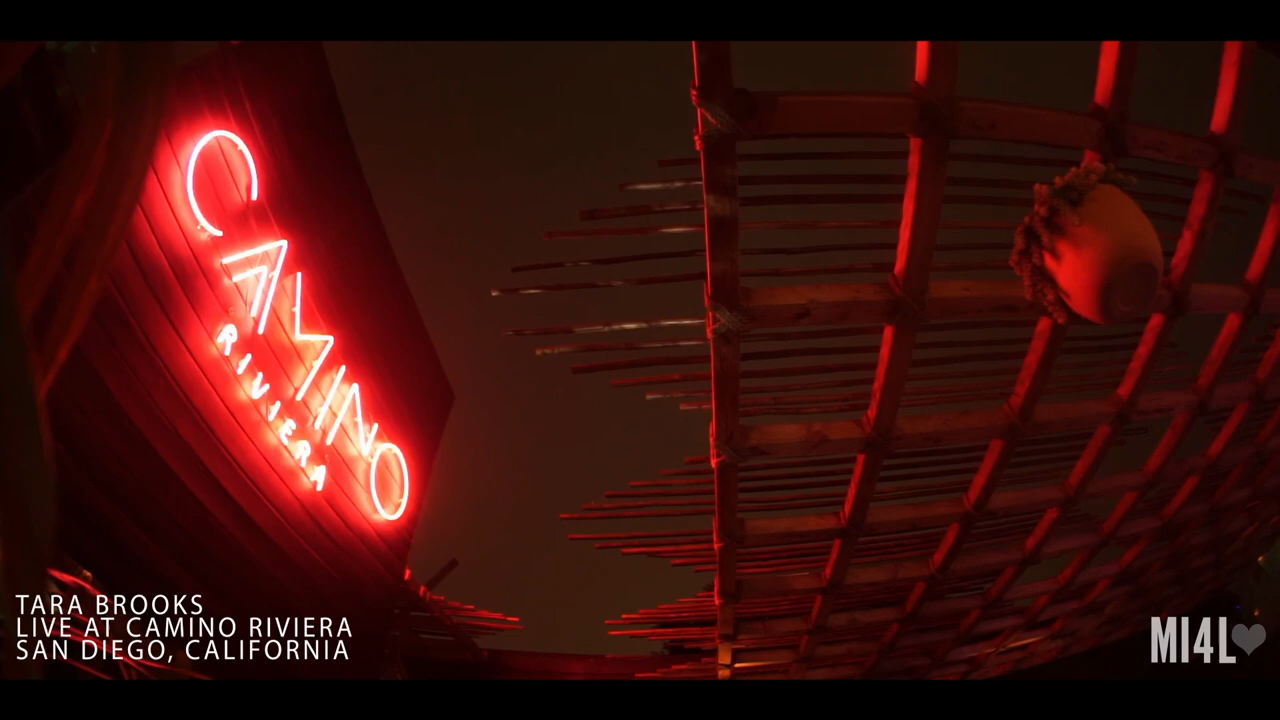 CAMINO
RIVIERA
TARA BROOKS
LIVE AT CAMINO RIVIERA
SAN DIEGO, CALIFORNIA
MI4L